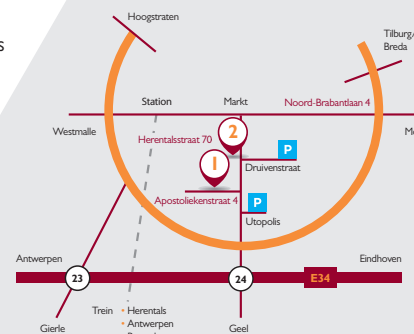 Hoogstraten
Tilburg/
Breda
s
Station
Markt
Noord-Brabantlaan 4
Westmalle
Herentalsstraat 70
2
P
1
Druivenstraat
Apostoliekenstraat 4
P
Utopolis
Antwerpen
Eindhoven
23
24
E34
Trein
• Herentals
• Antwerpen
Gierle
Geel